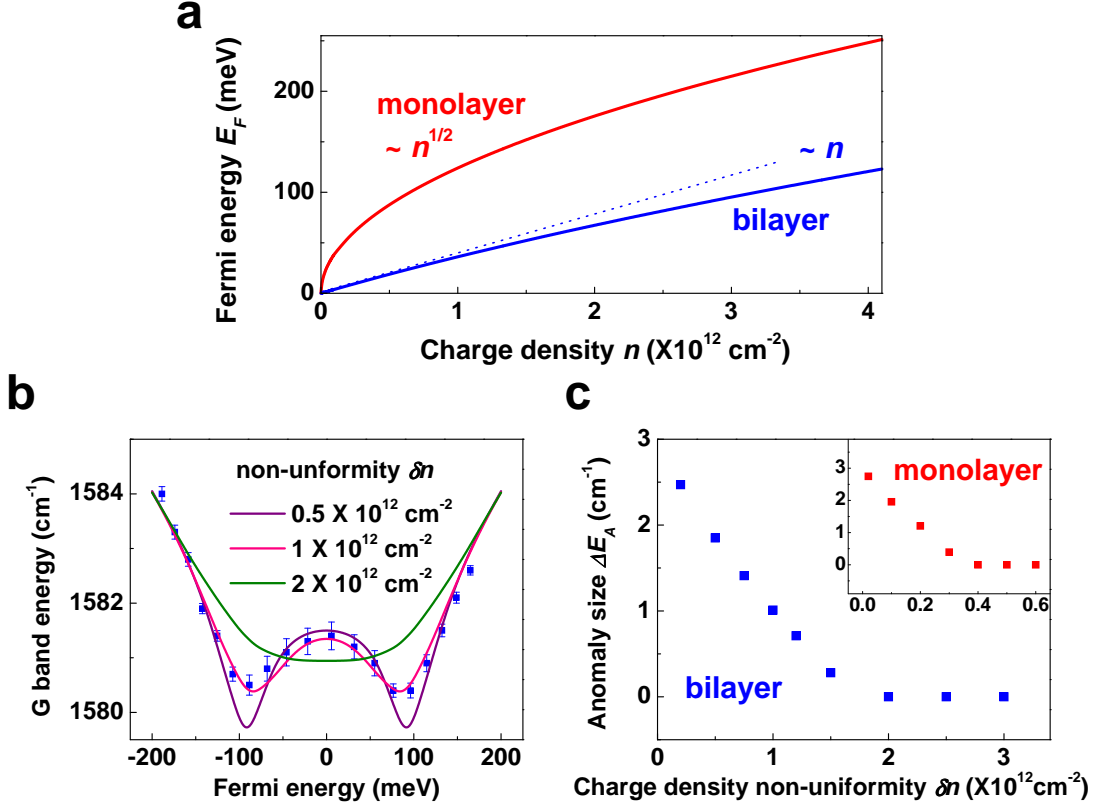 a
Fermi energy E_F (meV)
200
100
0
monolayer
~ n^{1/2}
~ n
bilayer
0 1 2 3 4
Charge density n (X10^{12} cm^{-2})
b
G band energy (cm^{-1})
1584
1582
1580
non-unformity δn
0.5 X 10^{12} cm^{-2}
1 X 10^{12} cm^{-2}
2 X 10^{12} cm^{-2}
-200 -100 0 100 200
Fermi energy (meV)
c
Anomaly size ΔE_A (cm^{-1})
3
2
1
0
bilayer
0 1 2 3
Charge density non-uniformity δn (X10^{12}cm^{-2})
monolayer
3
2
1
0
0.0 0.2 0.4 0.6